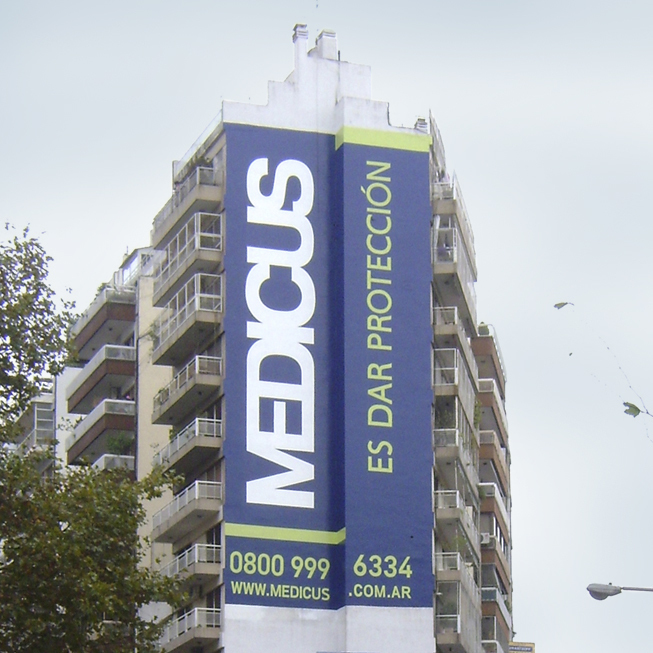 MEDICUS
ES DAR PROTECCIÓN
0800 999 6334
WWW.MEDICUS.COM.AR